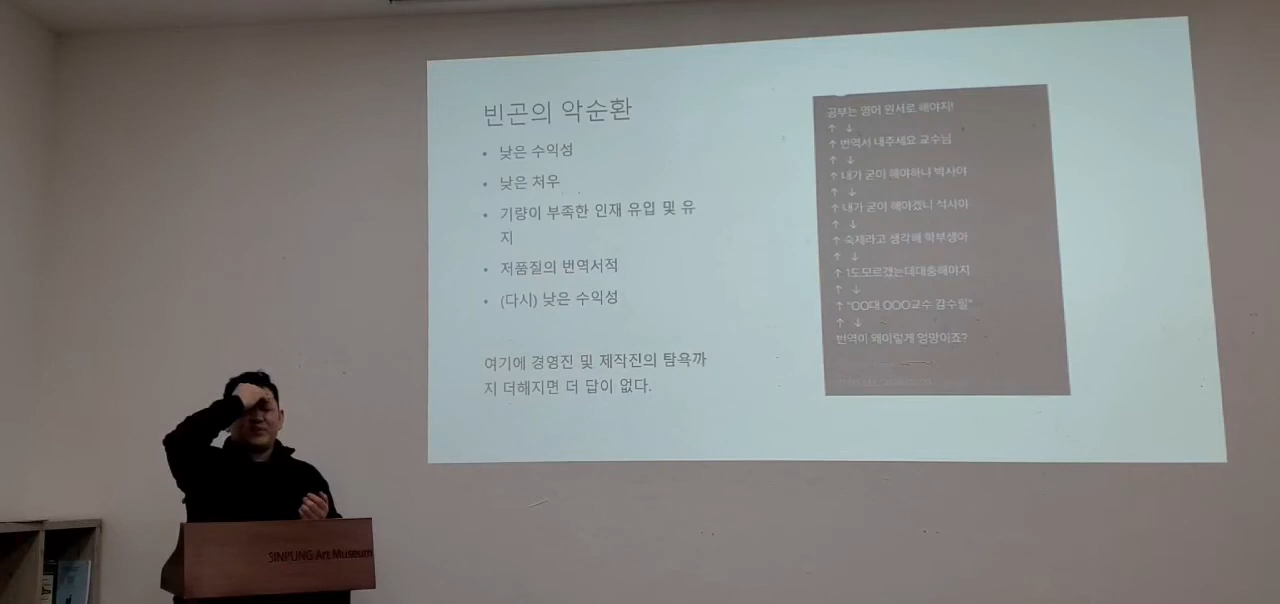 빈곤의 악순환
• 낮은 수익성
• 낮은 처우
• 기량이 부족한 인재 유입 및 유
지
• 저품질의 번역서적
• (다시) 낮은 수익성
여기에 경영진 및 제작진의 탐욕까
지 더해지면 더 답이 없다.
공부는 영어 원서로 해야지!
↑ ↓
↑ 번역서 내주세요 교수님
↑ ↓
↑ 내가 굳이 해야하나 박사야
↑ ↓
↑ 내가 굳이 해야겠니 석사야
↑ ↓
↑ 숙제라고 생각해 학부생아
↑ ↓
↑ 1도모르겠는데대충해야지
↑ ↓
↑ "OO대 OOO교수 감수필"
↑ ↓
번역이 왜이렇게 엉망이죠?
SINPUNG Art Museum